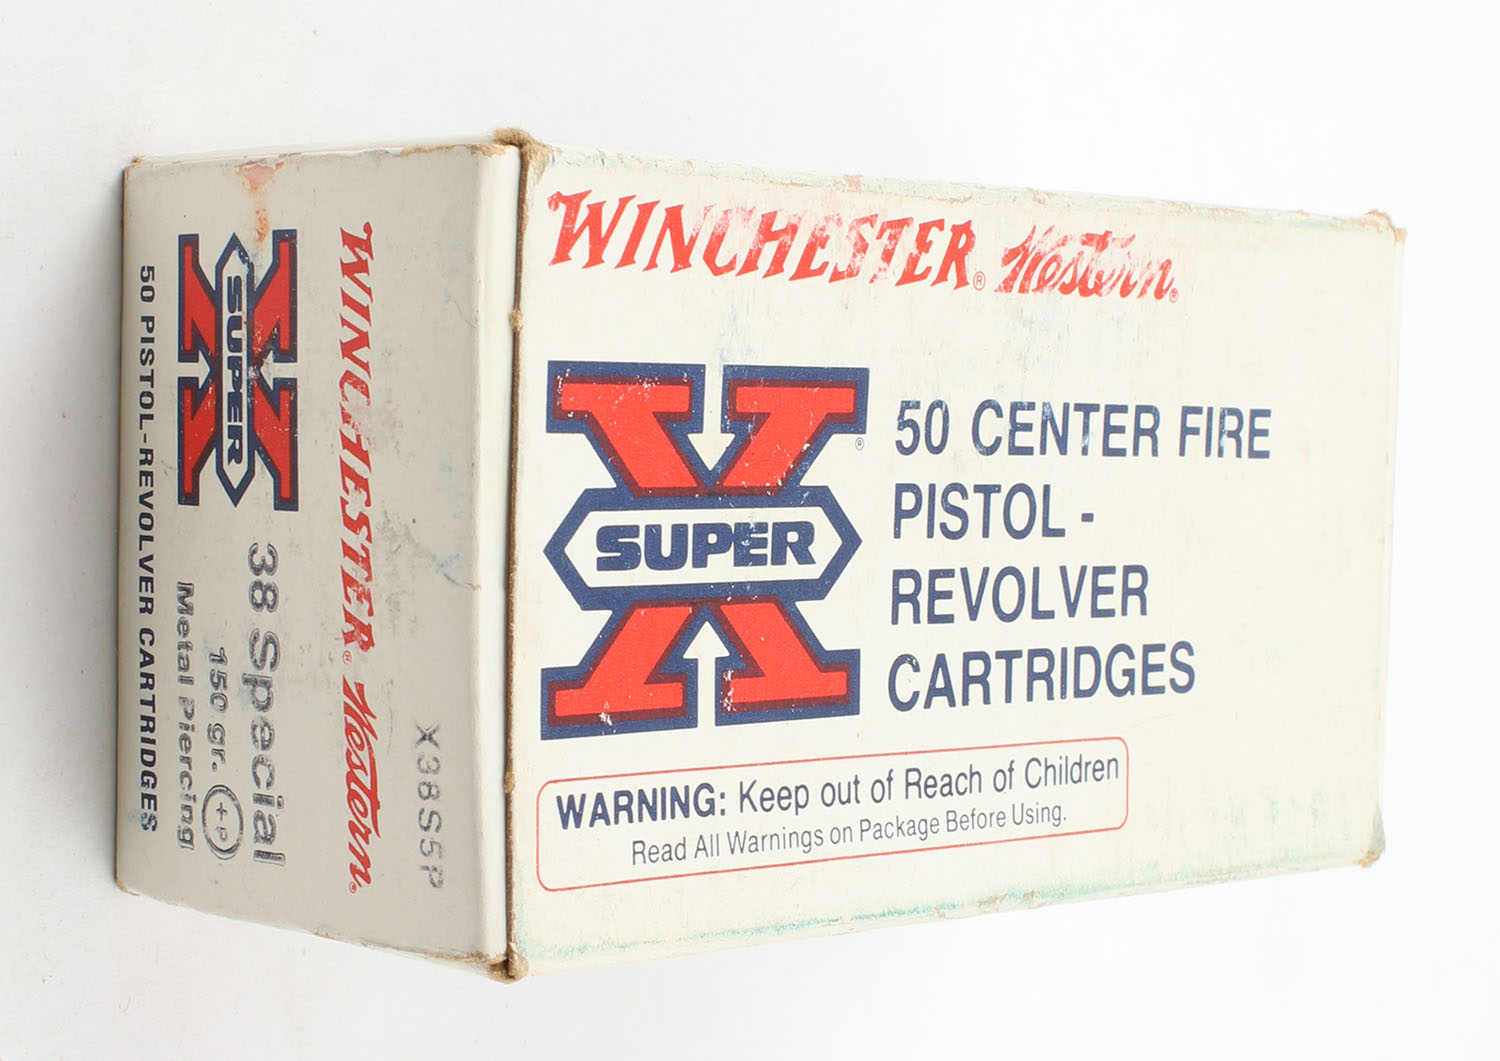 WINCHESTER® Western®
SUPER X®
50 CENTER FIRE
PISTOL -
REVOLVER
CARTRIDGES
WARNING: Keep out of Reach of Children
Read All Warnings on Package Before Using.
X38S5P
WINCHESTER® Western®
SUPER X
38 Special
150 gr. +P
Metal Piercing
50 PISTOL-REVOLVER CARTRIDGES